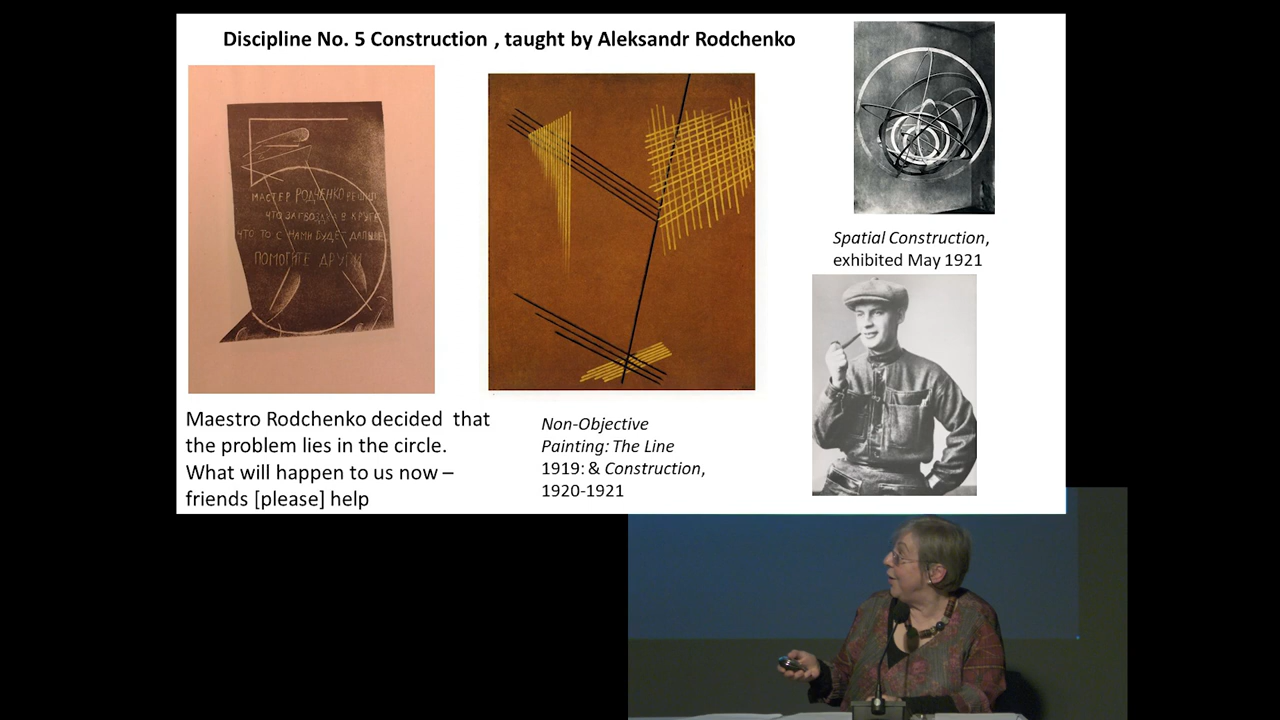 Discipline No. 5 Construction , taught by Aleksandr Rodchenko
МАСТЕР РОДЧЕНКО РЕШИЛ
ЧТО ЗАГВОЗДКА В КРУГЕ
ЧТО ТО С НАМИ БУДЕТ ДАЛЬШЕ
ПОМОГИТЕ ДРУГИ
Maestro Rodchenko decided that
the problem lies in the circle.
What will happen to us now –
friends [please] help
Non-Objective
Painting: The Line
1919: & Construction,
1920-1921
Spatial Construction,
exhibited May 1921